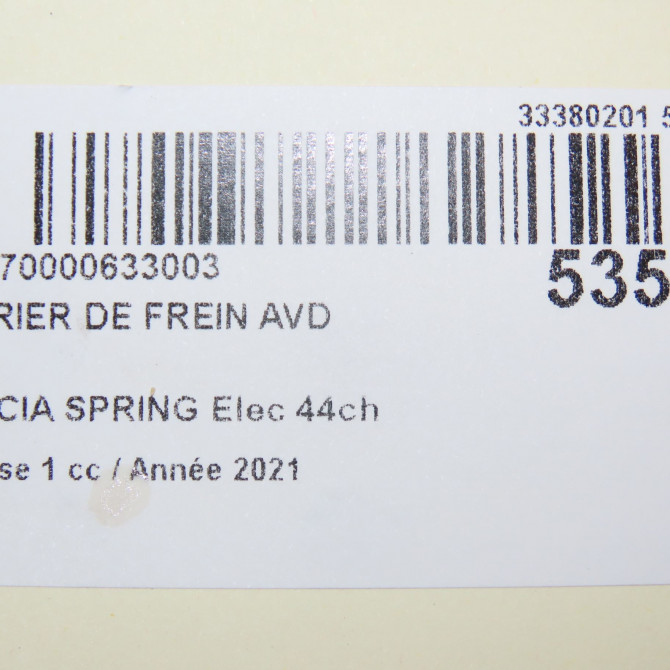 33380201 5
70000633003
535
RIER DE FREIN AVD
CIA SPRING Elec 44ch
se 1 cc / Année 2021